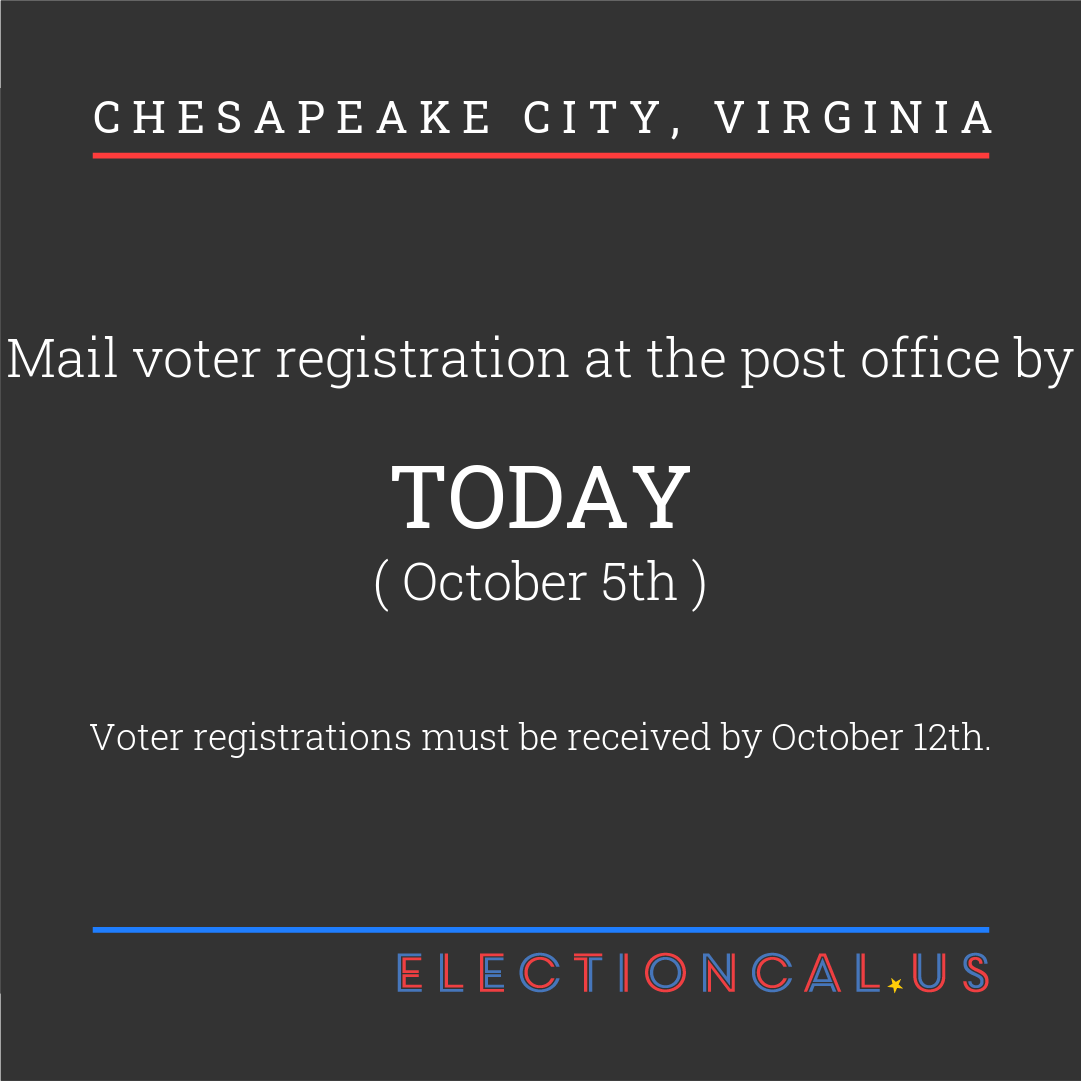 CHESAPEAKE CITY, VIRGINIA
Mail voter registration at the post office by
TODAY
( October 5th )
Voter registrations must be received by October 12th.
ELECTIONCAL.US